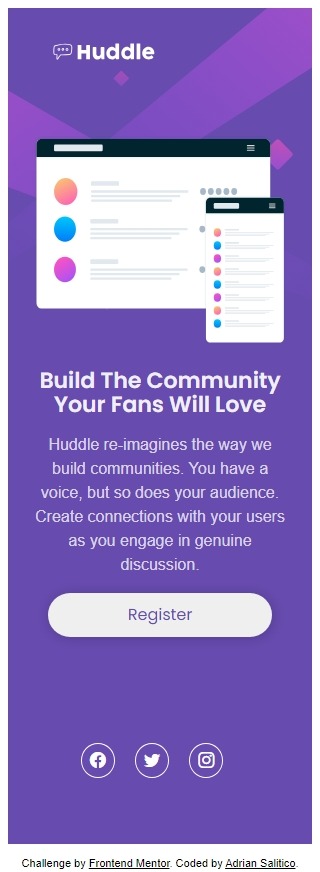 Huddle
Build The Community
Your Fans Will Love
Huddle re-imagines the way we
build communities. You have a
voice, but so does your audience.
Create connections with your users
as you engage in genuine
discussion.
Register
Challenge by Frontend Mentor. Coded by Adrian Salitico.